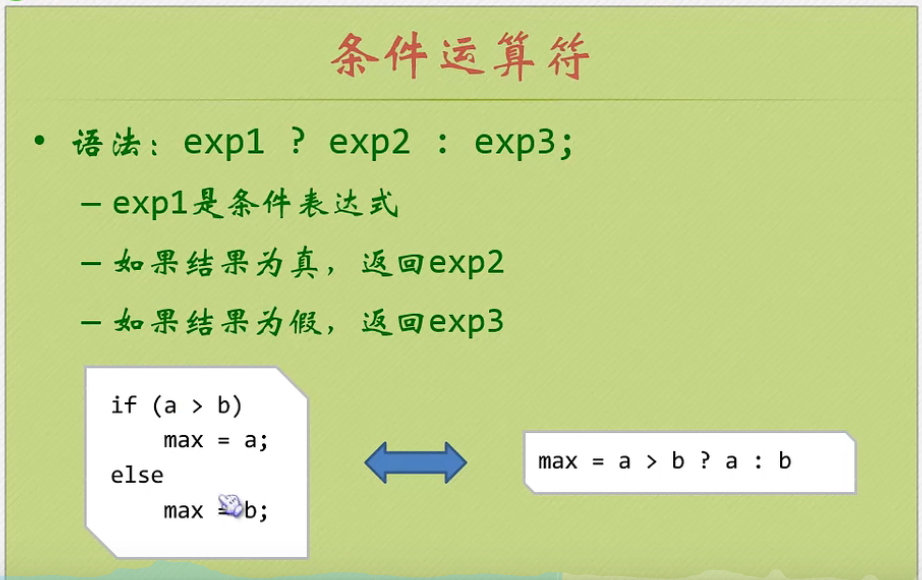 条件运算符
• 语法: exp1 ? exp2 : exp3;
– exp1是条件表达式
– 如果结果为真，返回exp2
– 如果结果为假，返回exp3
if (a > b)
max = a;
else
max = b;
max = a > b ? a : b